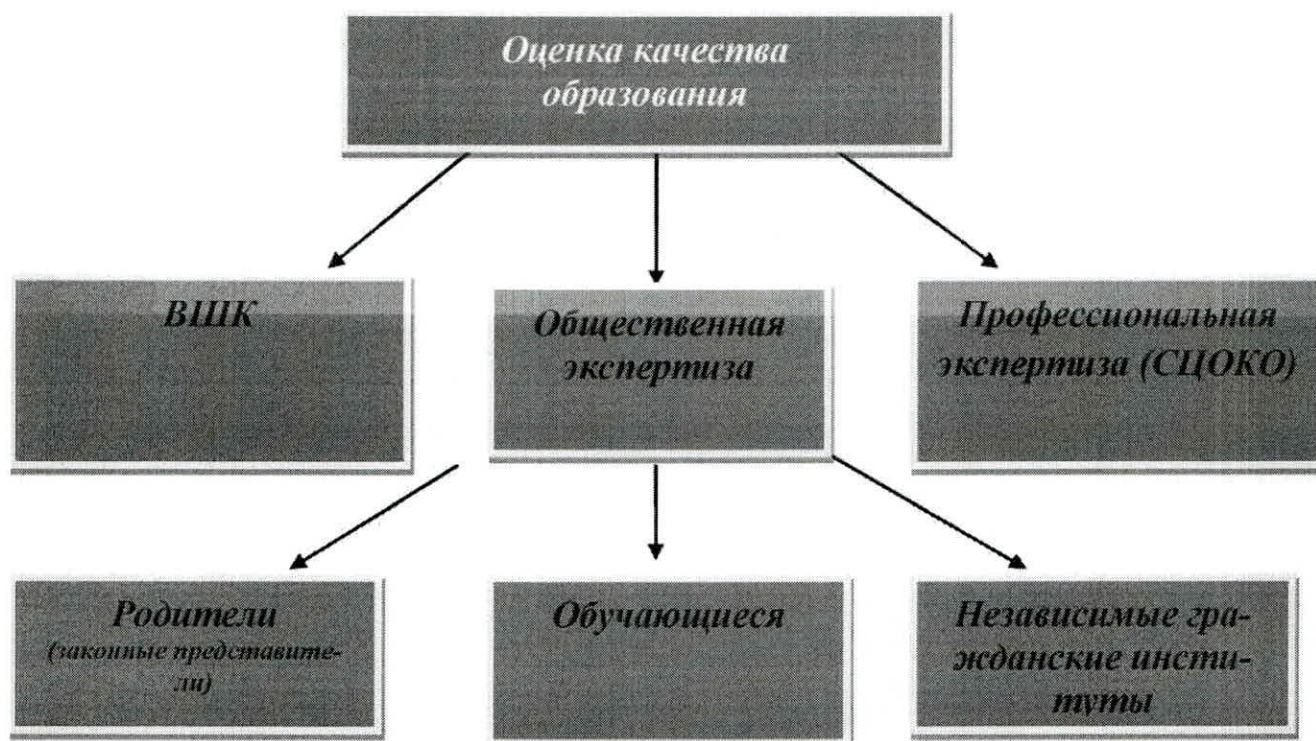 Оценка качества
образования
ВШК
Общественная
экспертиза
Профессиональная
экспертиза (СЦОКО)
Родители
(законные представите-
ли)
Обучающиеся
Независимые гра-
жданские инсти-
туты